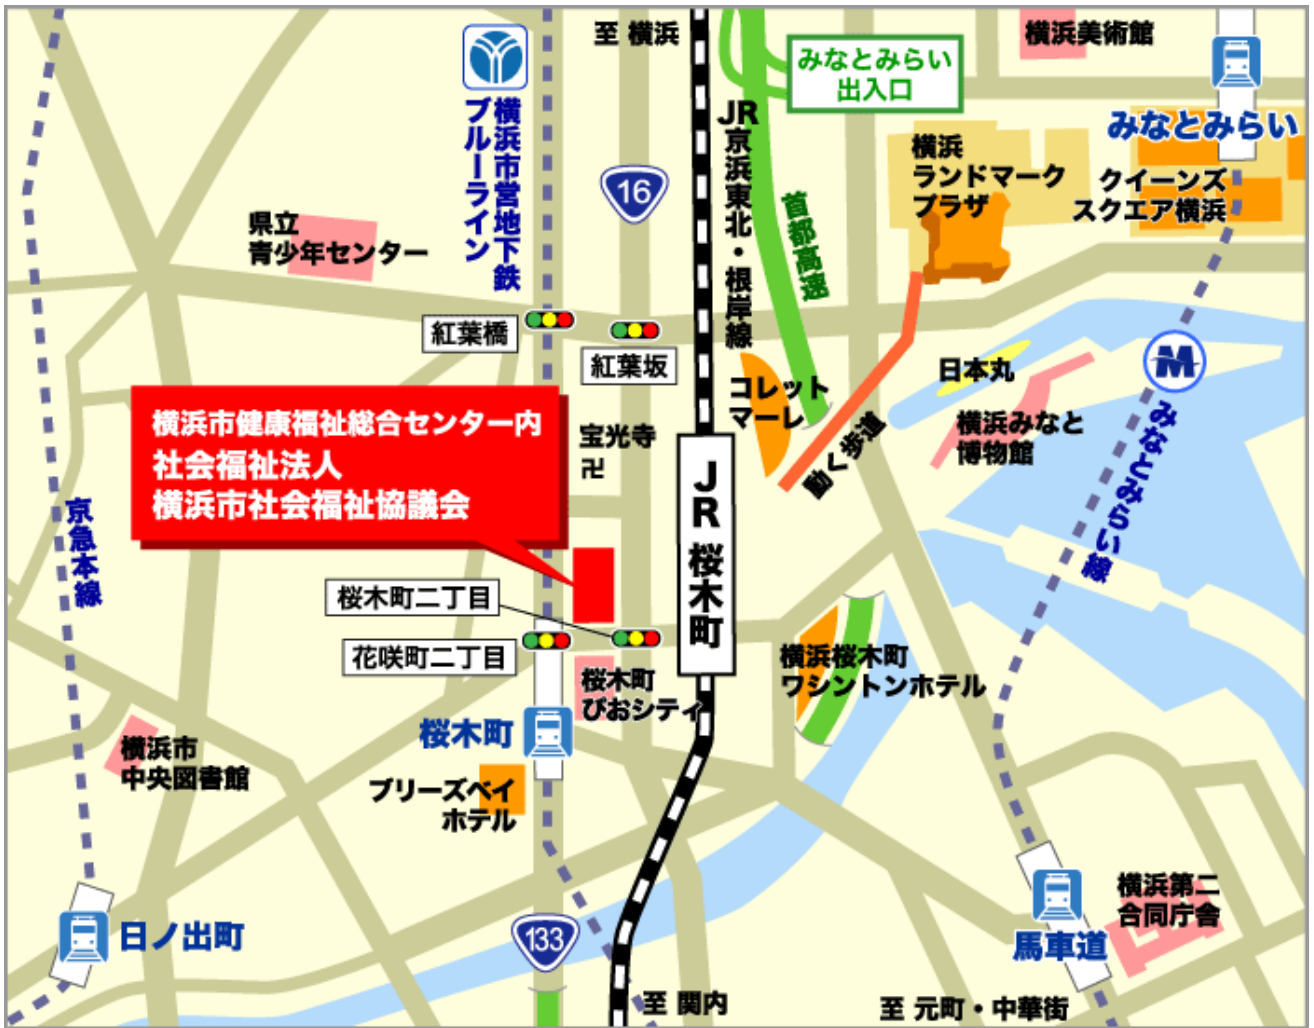 至 横浜
横浜美術館
みなとみらい
出入口
みなとみらい
横浜市営地下鉄
ブルーライン
JR京浜東北・根岸線
16
首都高速
横浜
ランドマーク
プラザ
クイーンズ
スクエア横浜
県立
青少年センター
紅葉橋
紅葉坂
コレット
マーレ
動く歩道
日本丸
横浜みなと
博物館
M
みなとみらい線
横浜市健康福祉総合センター内
社会福祉法人
横浜市社会福祉協議会
宝光寺
卍
JR 桜木町
京急本線
桜木町二丁目
花咲町二丁目
桜木町
ぴおシティ
横浜桜木町
ワシントンホテル
桜木町
横浜市
中央図書館
ブリーズベイ
ホテル
日ノ出町
133
馬車道
横浜第二
合同庁舎
至 関内
至 元町・中華街